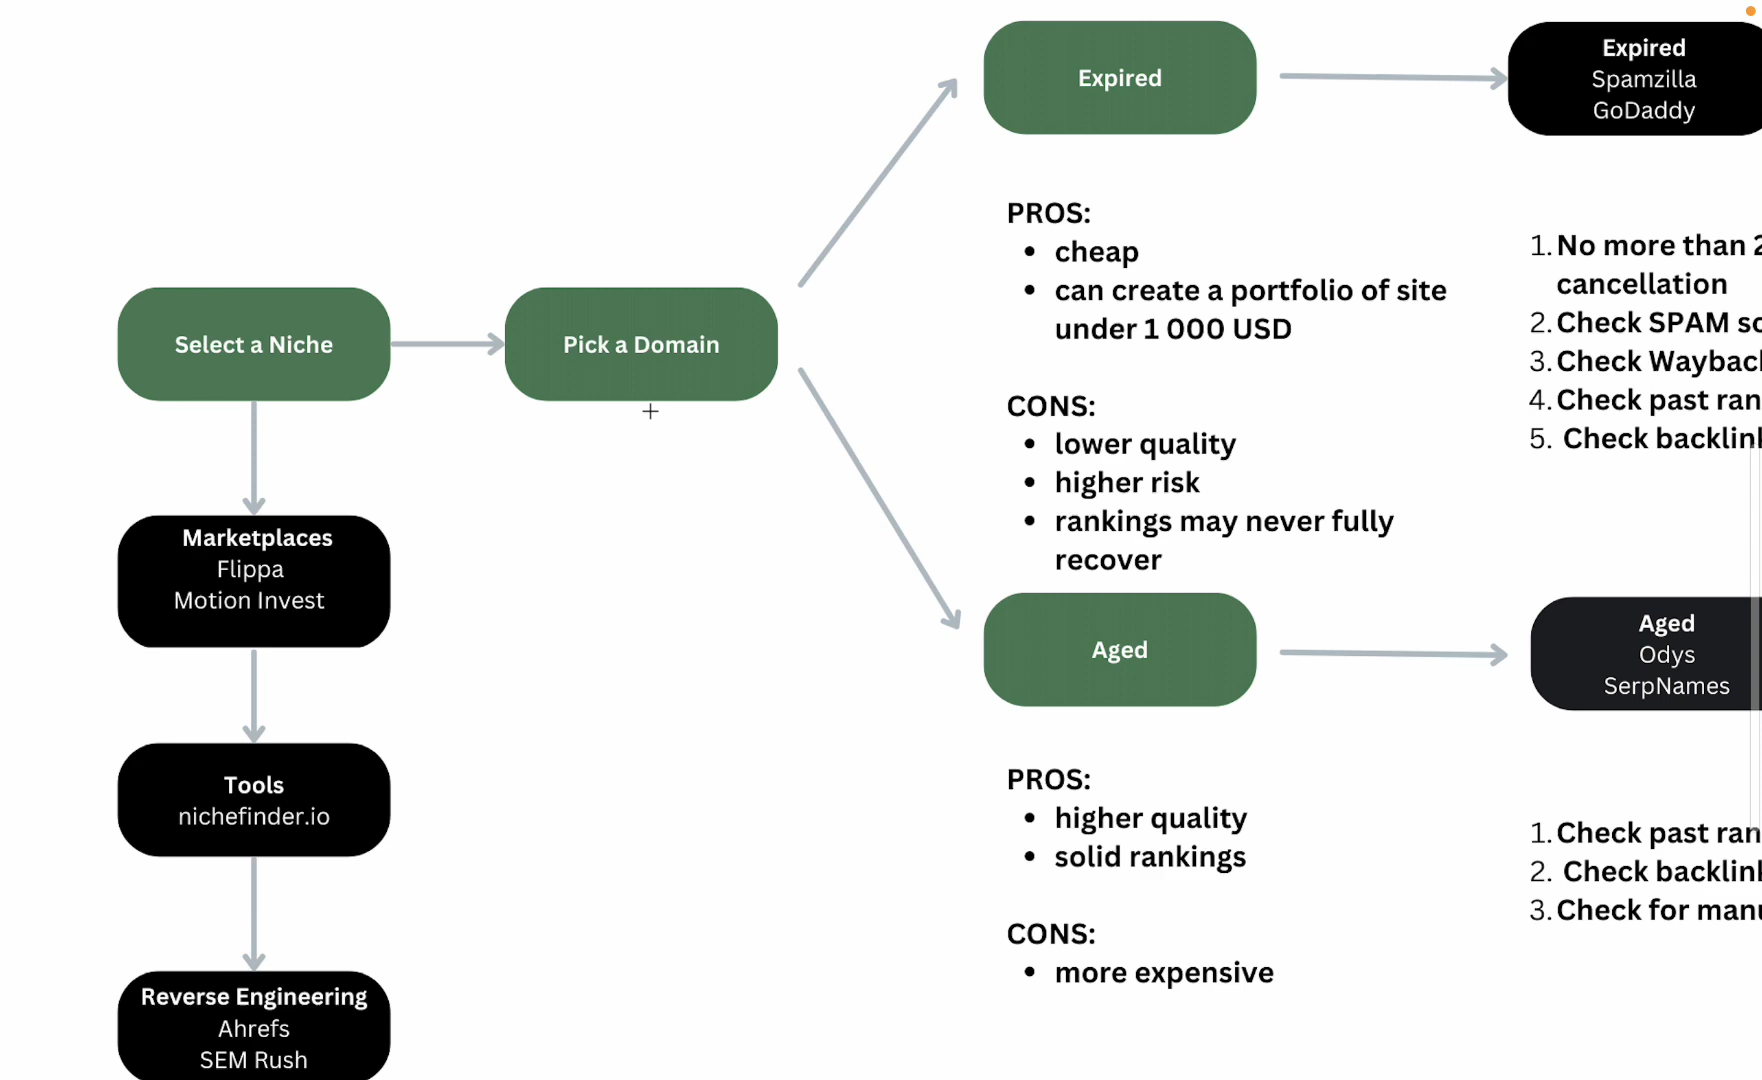 Select a Niche
Marketplaces
Flippa
Motion Invest
Tools
nichefinder.io
Reverse Engineering
Ahrefs
SEM Rush
Pick a Domain
Expired
PROS:
• cheap
• can create a portfolio of site
under 1 000 USD
CONS:
• lower quality
• higher risk
• rankings may never fully
recover
Expired
Spamzilla
GoDaddy
1. No more than
cancellation
2. Check SPAM
3. Check
4. Check past
5. Check
Aged
PROS:
• higher quality
• solid rankings
CONS:
• more expensive
Aged
Odys
SerpNames
1. Check past
2. Check
3. Check for